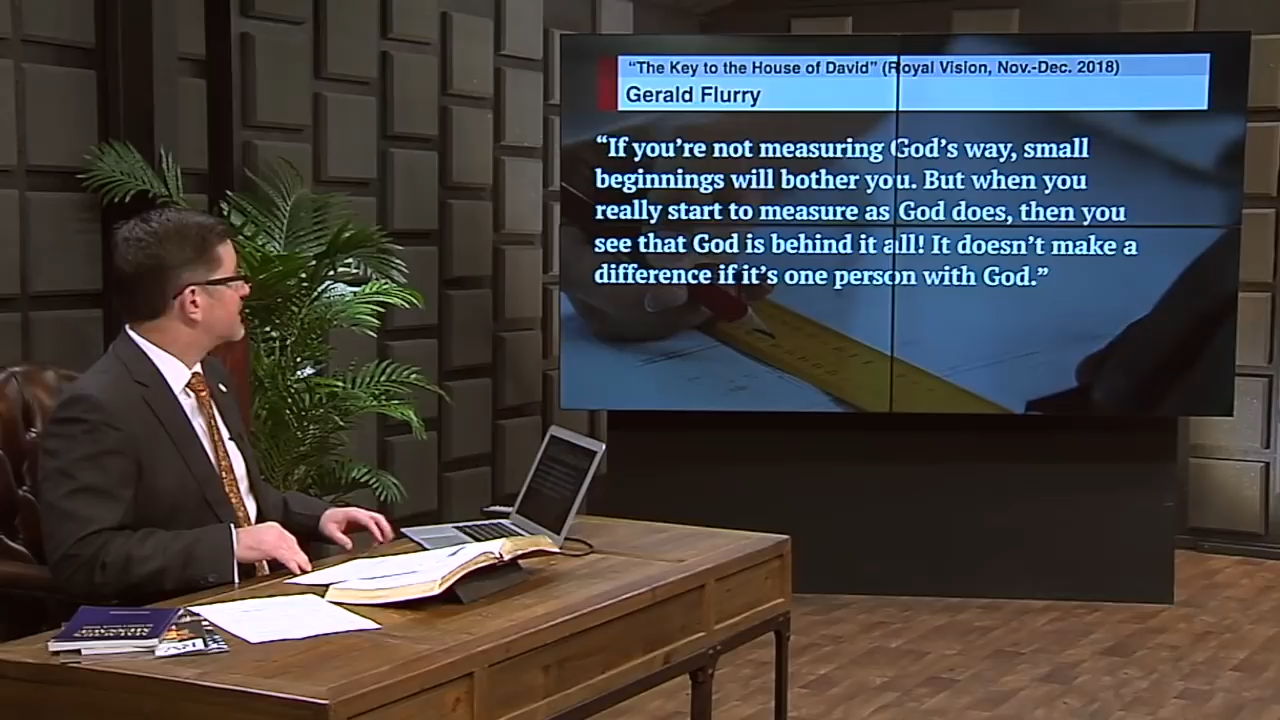 “The Key to the House of David” (Royal Vision, Nov.-Dec. 2018)
Gerald Flurry
“If you’re not measuring God’s way, small
beginnings will bother you. But when you
really start to measure as God does, then you
see that God is behind it all! It doesn’t make a
difference if it’s one person with God.”